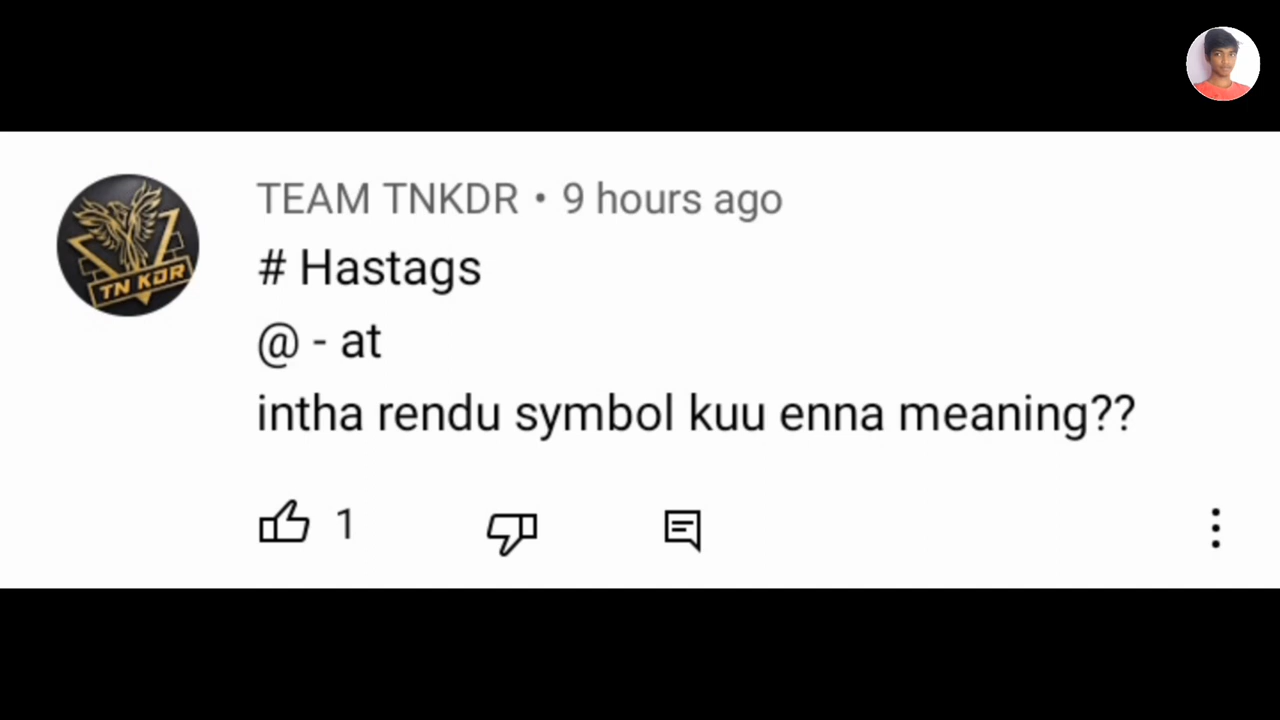 TEAM TNKDR • 9 hours ago
# Hastags
@ - at
intha rendu symbol kuu enna meaning??
TN KDR
1